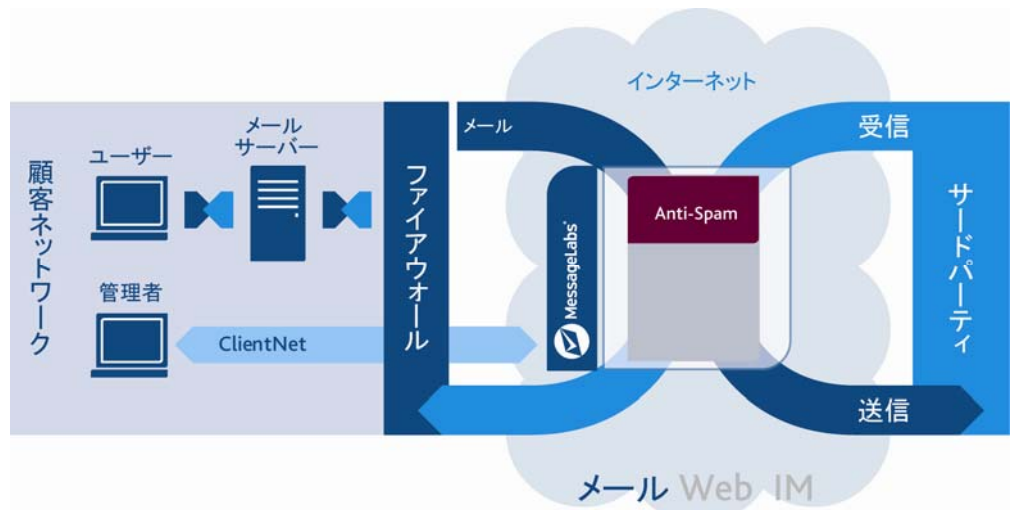 インターネット
メール
サーバー
ユーザー
顧客ネットワーク
管理者
ClientNet
ファイアウォール
メール
MessageLabs
Anti-Spam
受信
サードパーティ
送信
メール Web IM